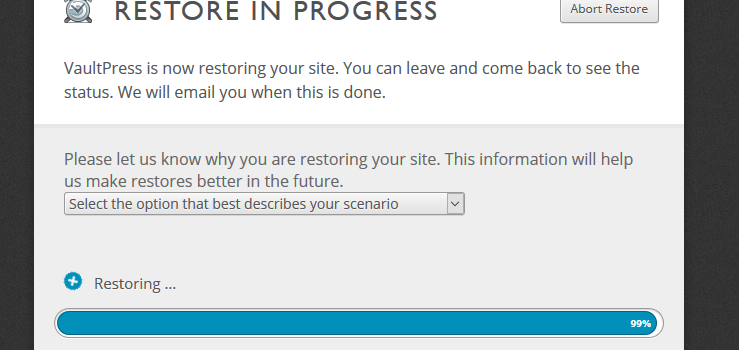 RESTORE IN PROGRESS
Abort Restore
VaultPress is now restoring your site. You can leave and come back to see the
status. We will email you when this is done.
Please let us know why you are restoring your site. This information will help
us make restores better in the future.
Select the option that best describes your scenario
Restoring ...
99%